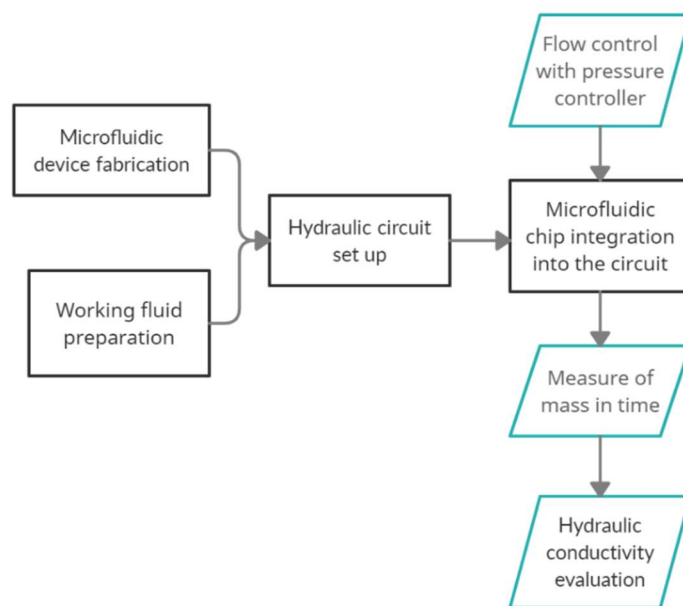 Flow control
with pressure
controller
Microfluidic
device fabrication
Working fluid
preparation
Hydraulic circuit
set up
Microfluidic
chip integration
into the circuit
Measure of
mass in time
Hydraulic
conductivity
evaluation